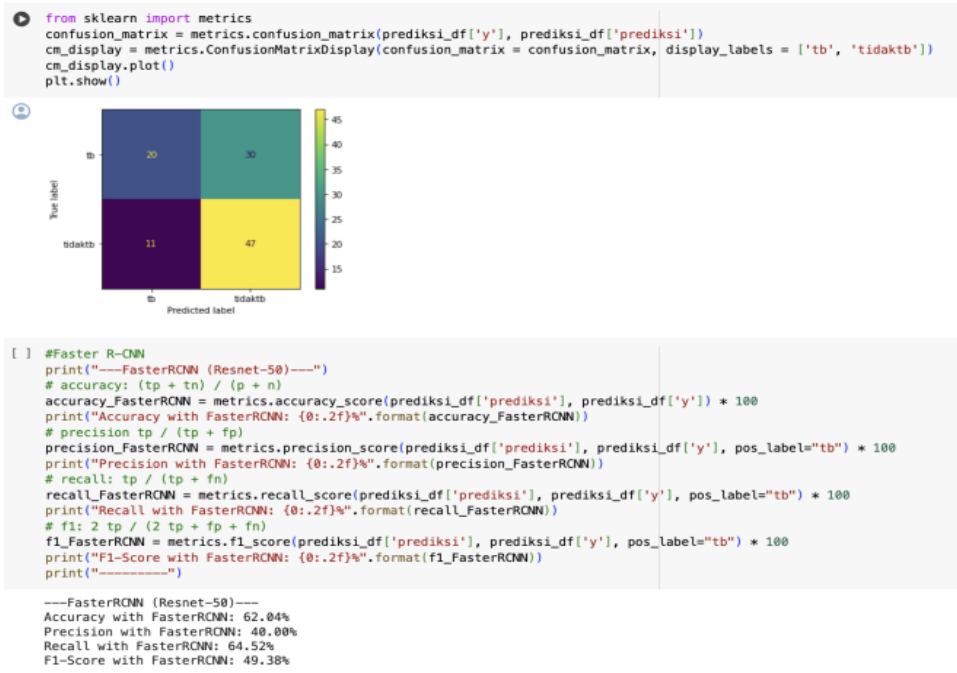 from sklearn import metrics
confusion_matrix = metrics.confusion_matrix(prediksi_df['y'], prediksi_df['prediksi'])
cm_display = metrics.ConfusionMatrixDisplay(confusion_matrix = confusion_matrix, display_labels = ['tb', 'tidaktb'])
cm_display.plot()
plt.show()
45
40
35
30
25
20
15
tb
20
30
True label
tidaktb
11
47
tb
tidaktb
Predicted label
[ ] #Faster R-CNN
print("---FasterRCNN (Resnet-50)---")
# accuracy: (tp + tn) / (p + n)
accuracy_FasterRCNN = metrics.accuracy_score(prediksi_df['prediksi'], prediksi_df['y']) * 100
print("Accuracy with FasterRCNN: {0:.2f}%".format(accuracy_FasterRCNN))
# precision tp / (tp + fp)
precision_FasterRCNN = metrics.precision_score(prediksi_df['prediksi'], prediksi_df['y'], pos_label="tb") * 100
print("Precision with FasterRCNN: {0:.2f}%".format(precision_FasterRCNN))
# recall: tp / (tp + fn)
recall_FasterRCNN = metrics.recall_score(prediksi_df['prediksi'], prediksi_df['y'], pos_label="tb") * 100
print("Recall with FasterRCNN: {0:.2f}%".format(recall_FasterRCNN))
# f1: 2 tp / (2 tp + fp + fn)
f1_FasterRCNN = metrics.f1_score(prediksi_df['prediksi'], prediksi_df['y'], pos_label="tb") * 100
print("F1-Score with FasterRCNN: {0:.2f}%".format(f1_FasterRCNN))
print("---------")
---FasterRCNN (Resnet-50)---
Accuracy with FasterRCNN: 62.04%
Precision with FasterRCNN: 40.00%
Recall with FasterRCNN: 64.52%
F1-Score with FasterRCNN: 49.38%